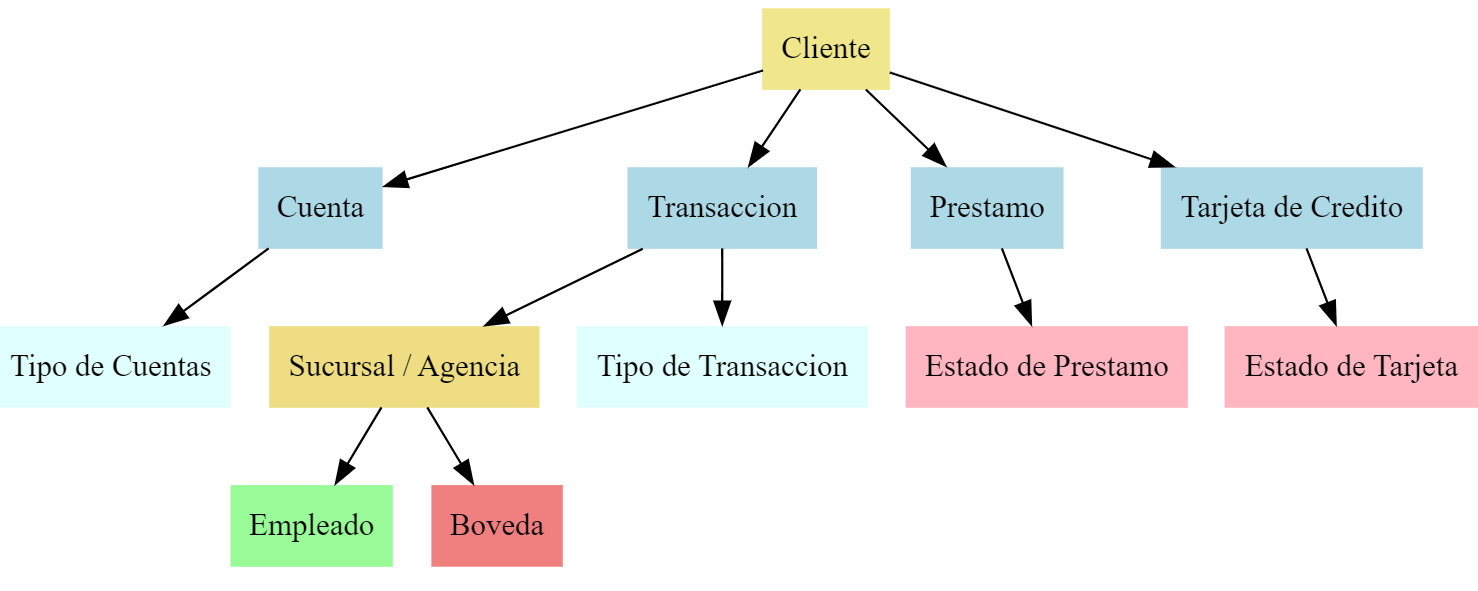 Cliente
Cuenta
Transaccion
Prestamo
Tarjeta de Credito
Tipo de Cuentas
Sucursal / Agencia
Tipo de Transaccion
Estado de Prestamo
Estado de Tarjeta
Empleado
Boveda